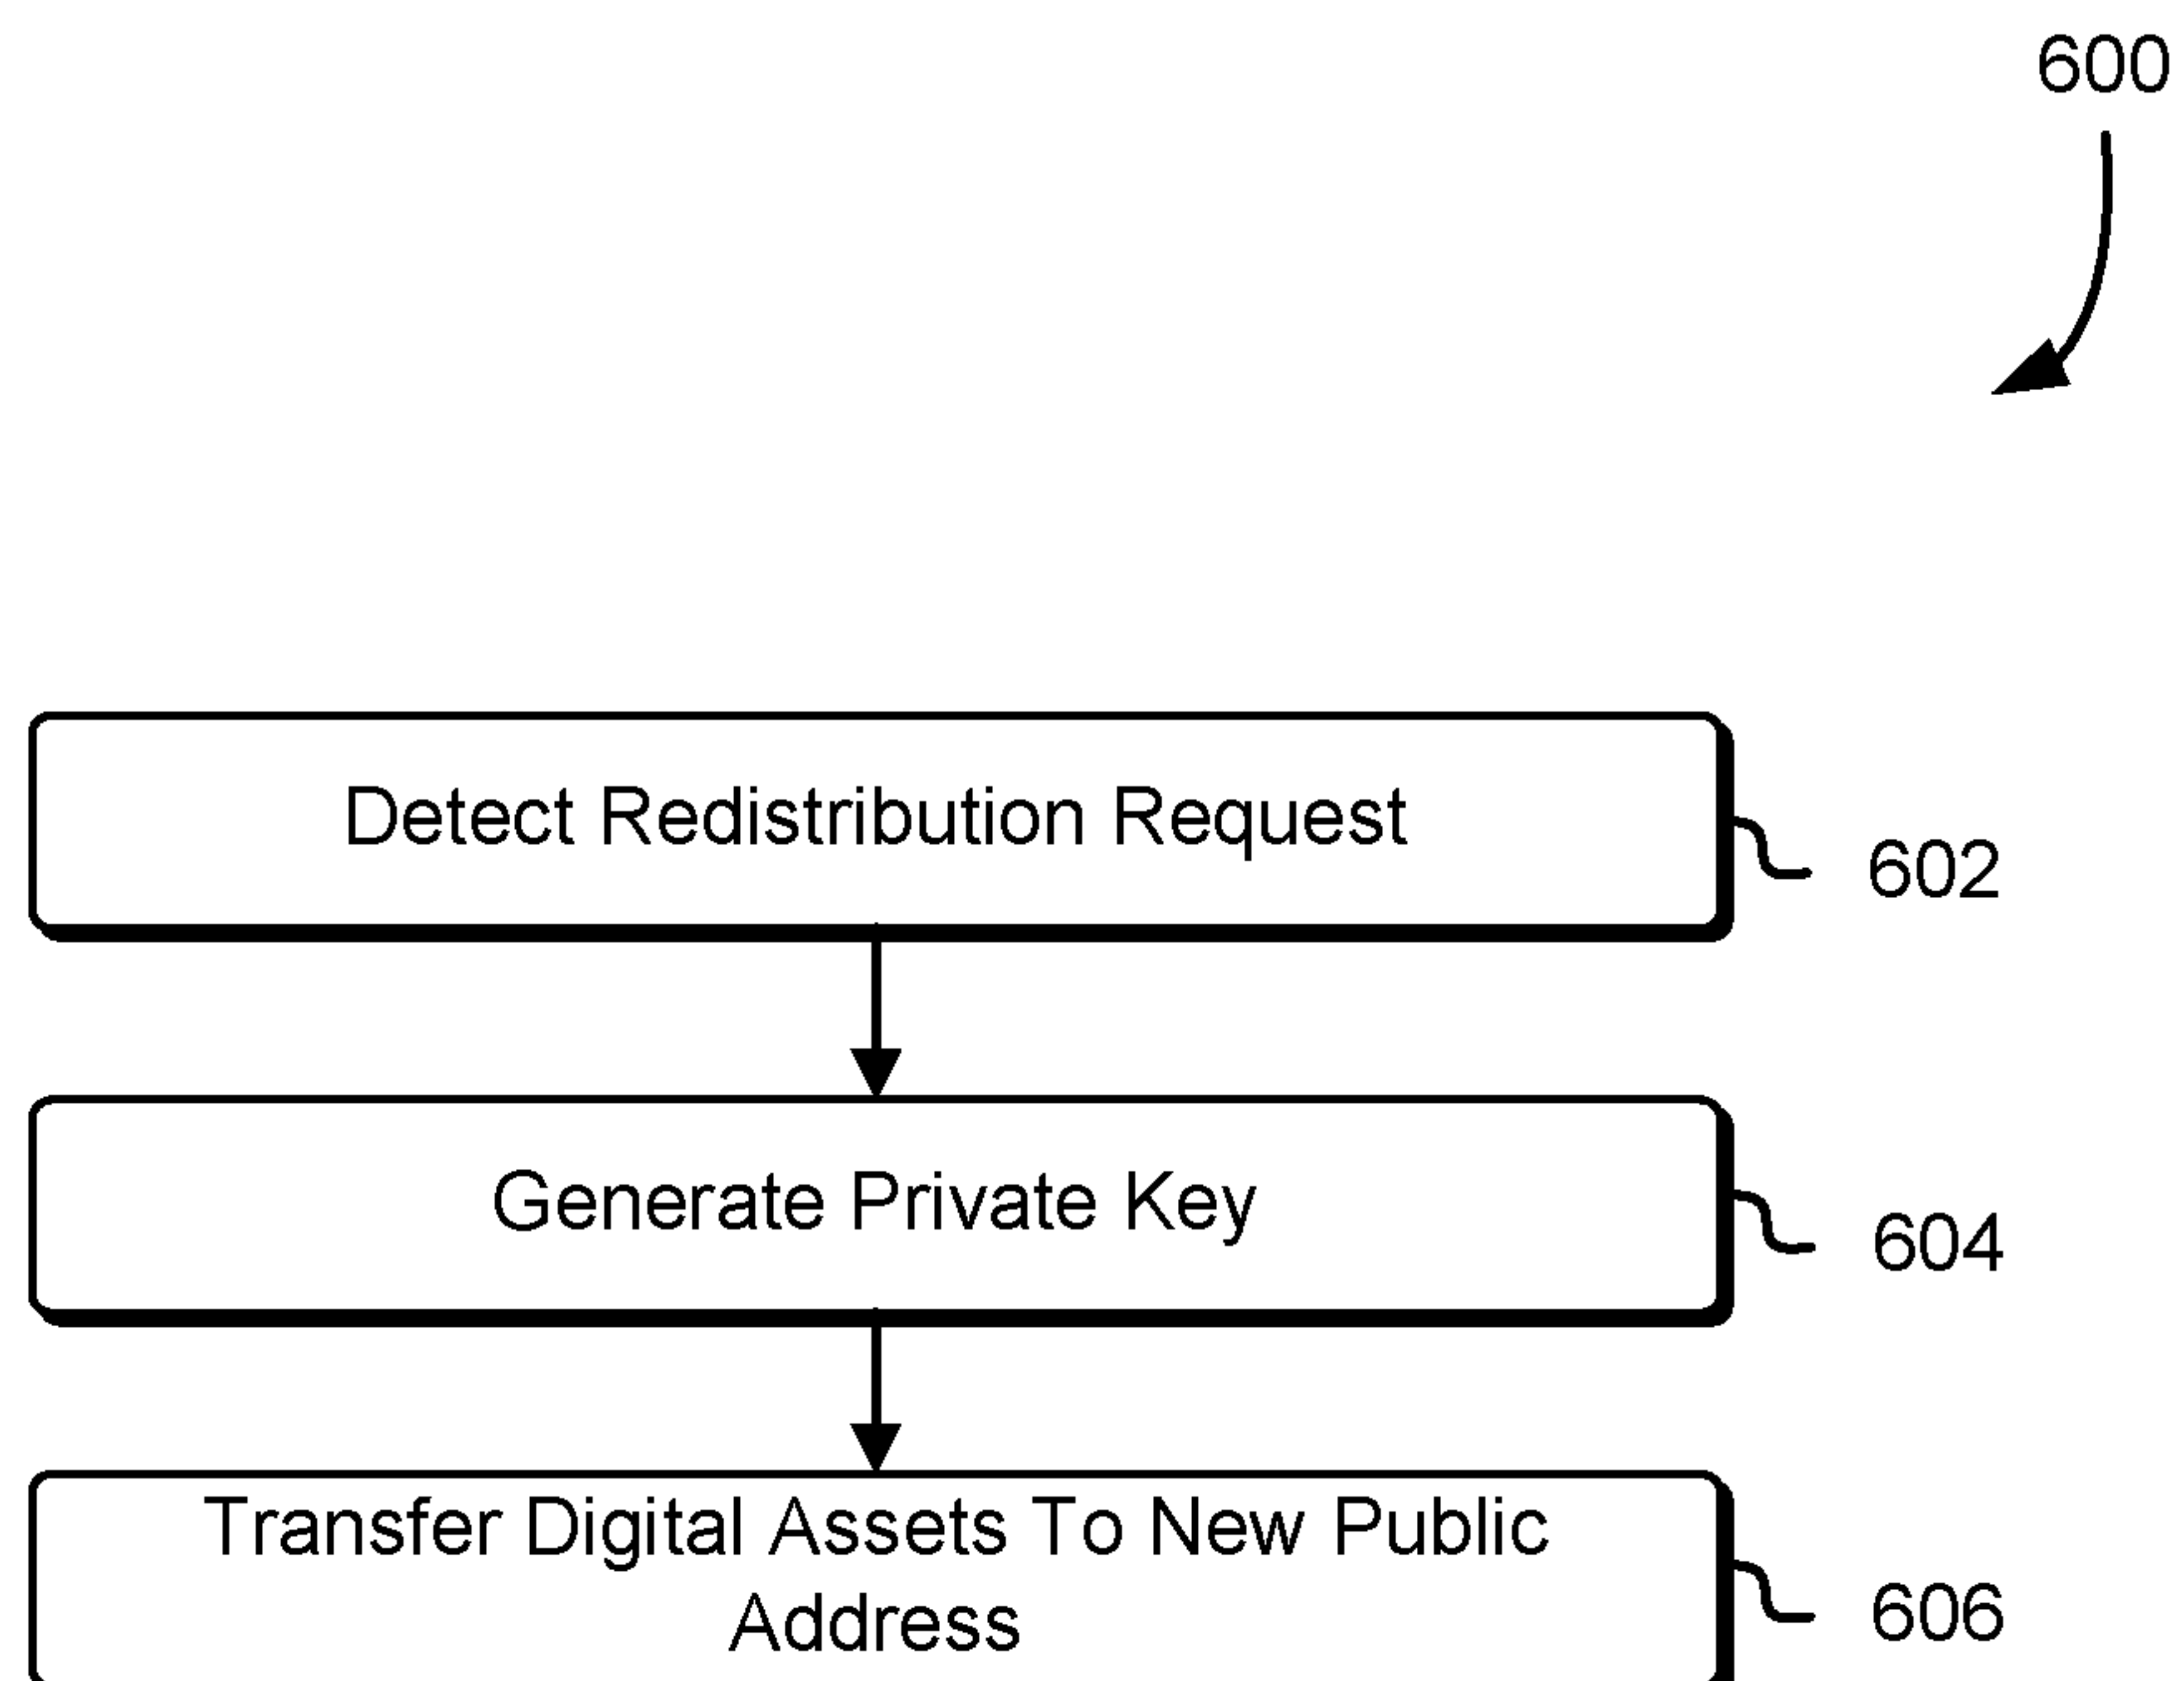 600
Detect Redistribution Request
602
Generate Private Key
604
Transfer Digital Assets To New Public
Address
606